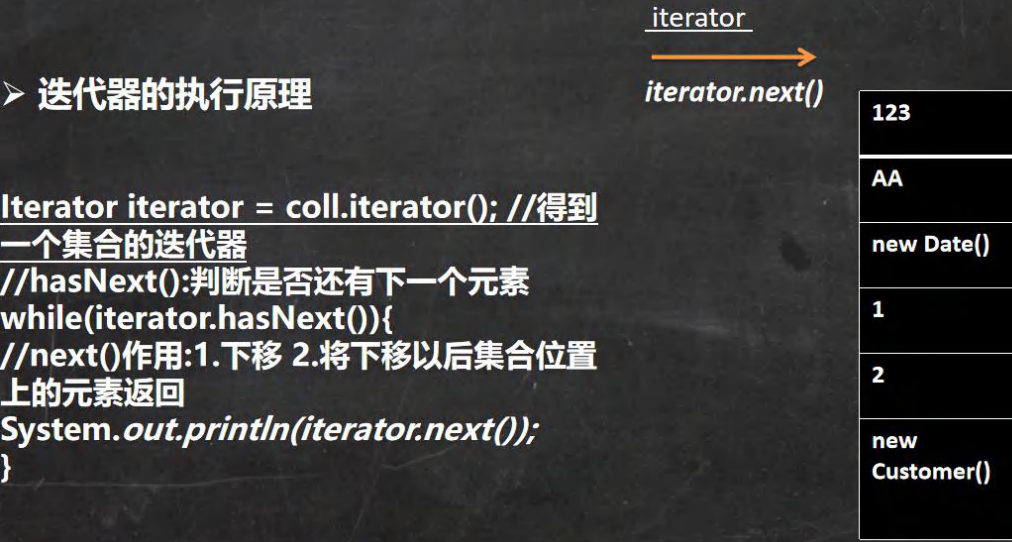 iterator
iterator.next()
➢ 迭代器的执行原理
Iterator iterator = coll.iterator(); //得到
一个集合的迭代器
//hasNext():判断是否还有下一个元素
while(iterator.hasNext()){
//next()作用:1.下移 2.将下移以后集合位置
上的元素返回
System.out.println(iterator.next());
}
123
AA
new Date()
1
2
new
Customer()